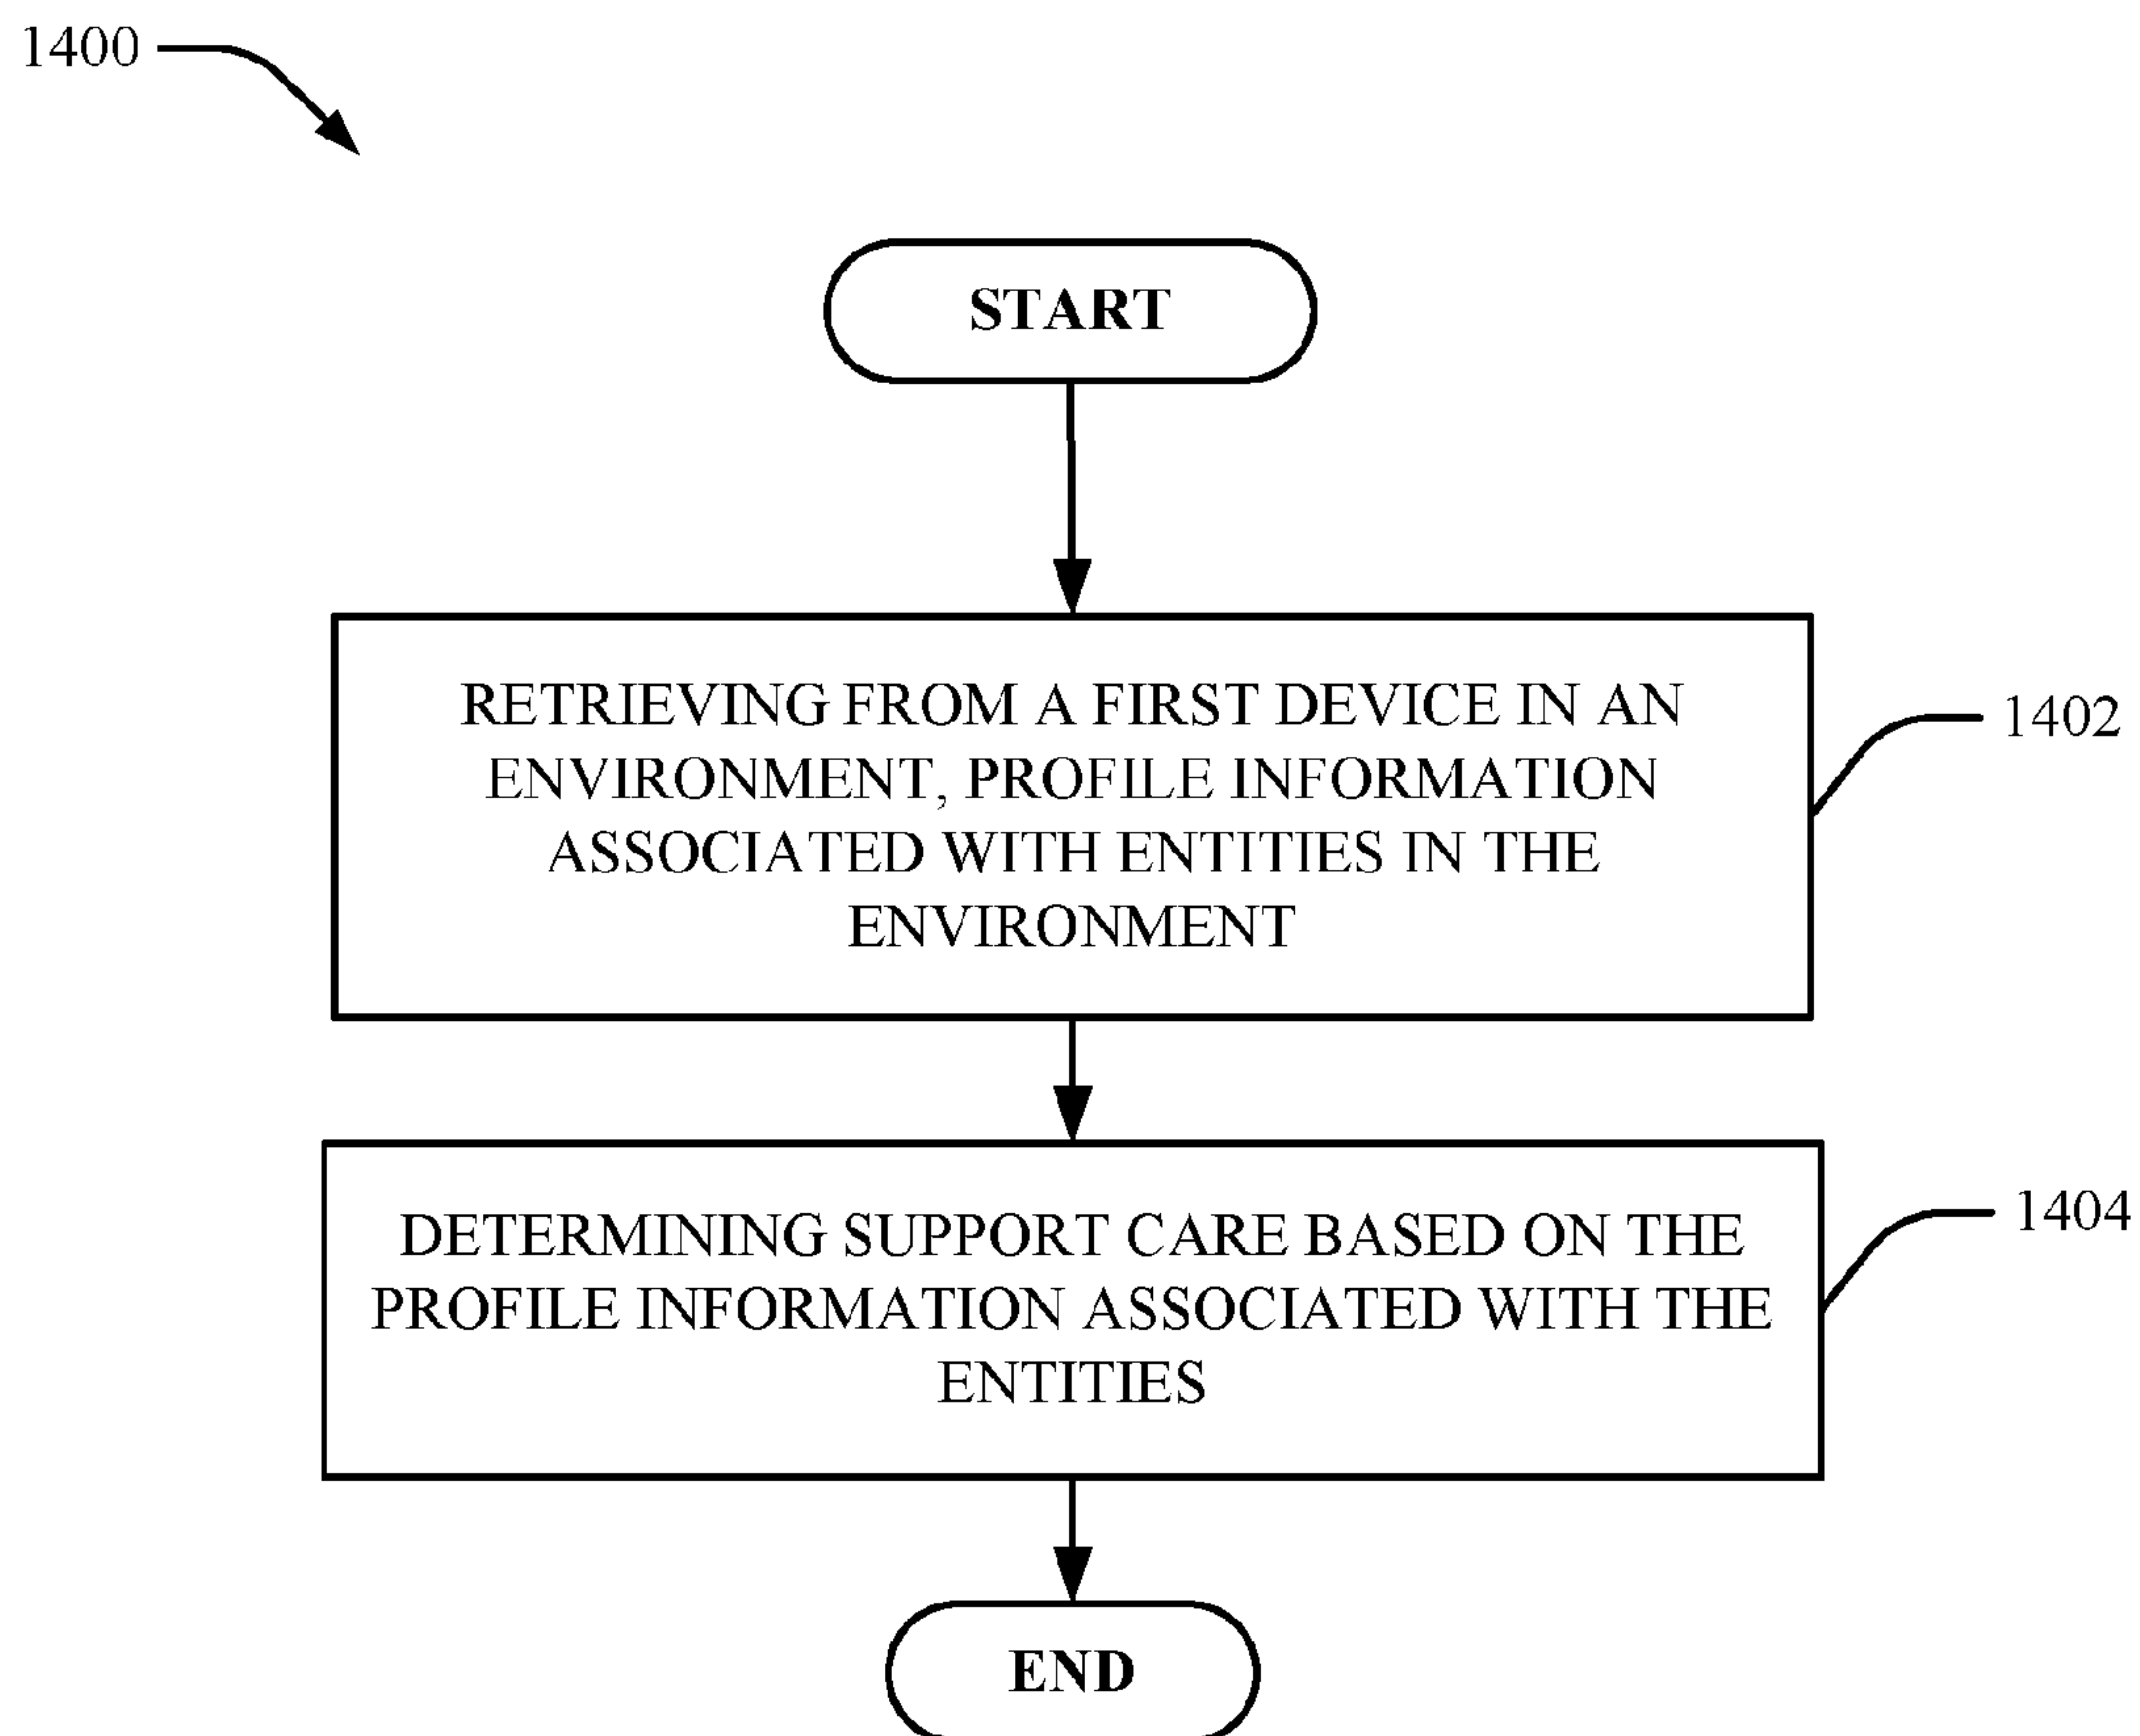 1400
START
RETRIEVING FROM A FIRST DEVICE IN AN
ENVIRONMENT, PROFILE INFORMATION
ASSOCIATED WITH ENTITIES IN THE
ENVIRONMENT
1402
DETERMINING SUPPORT CARE BASED ON THE
PROFILE INFORMATION ASSOCIATED WITH THE
ENTITIES
1404
END